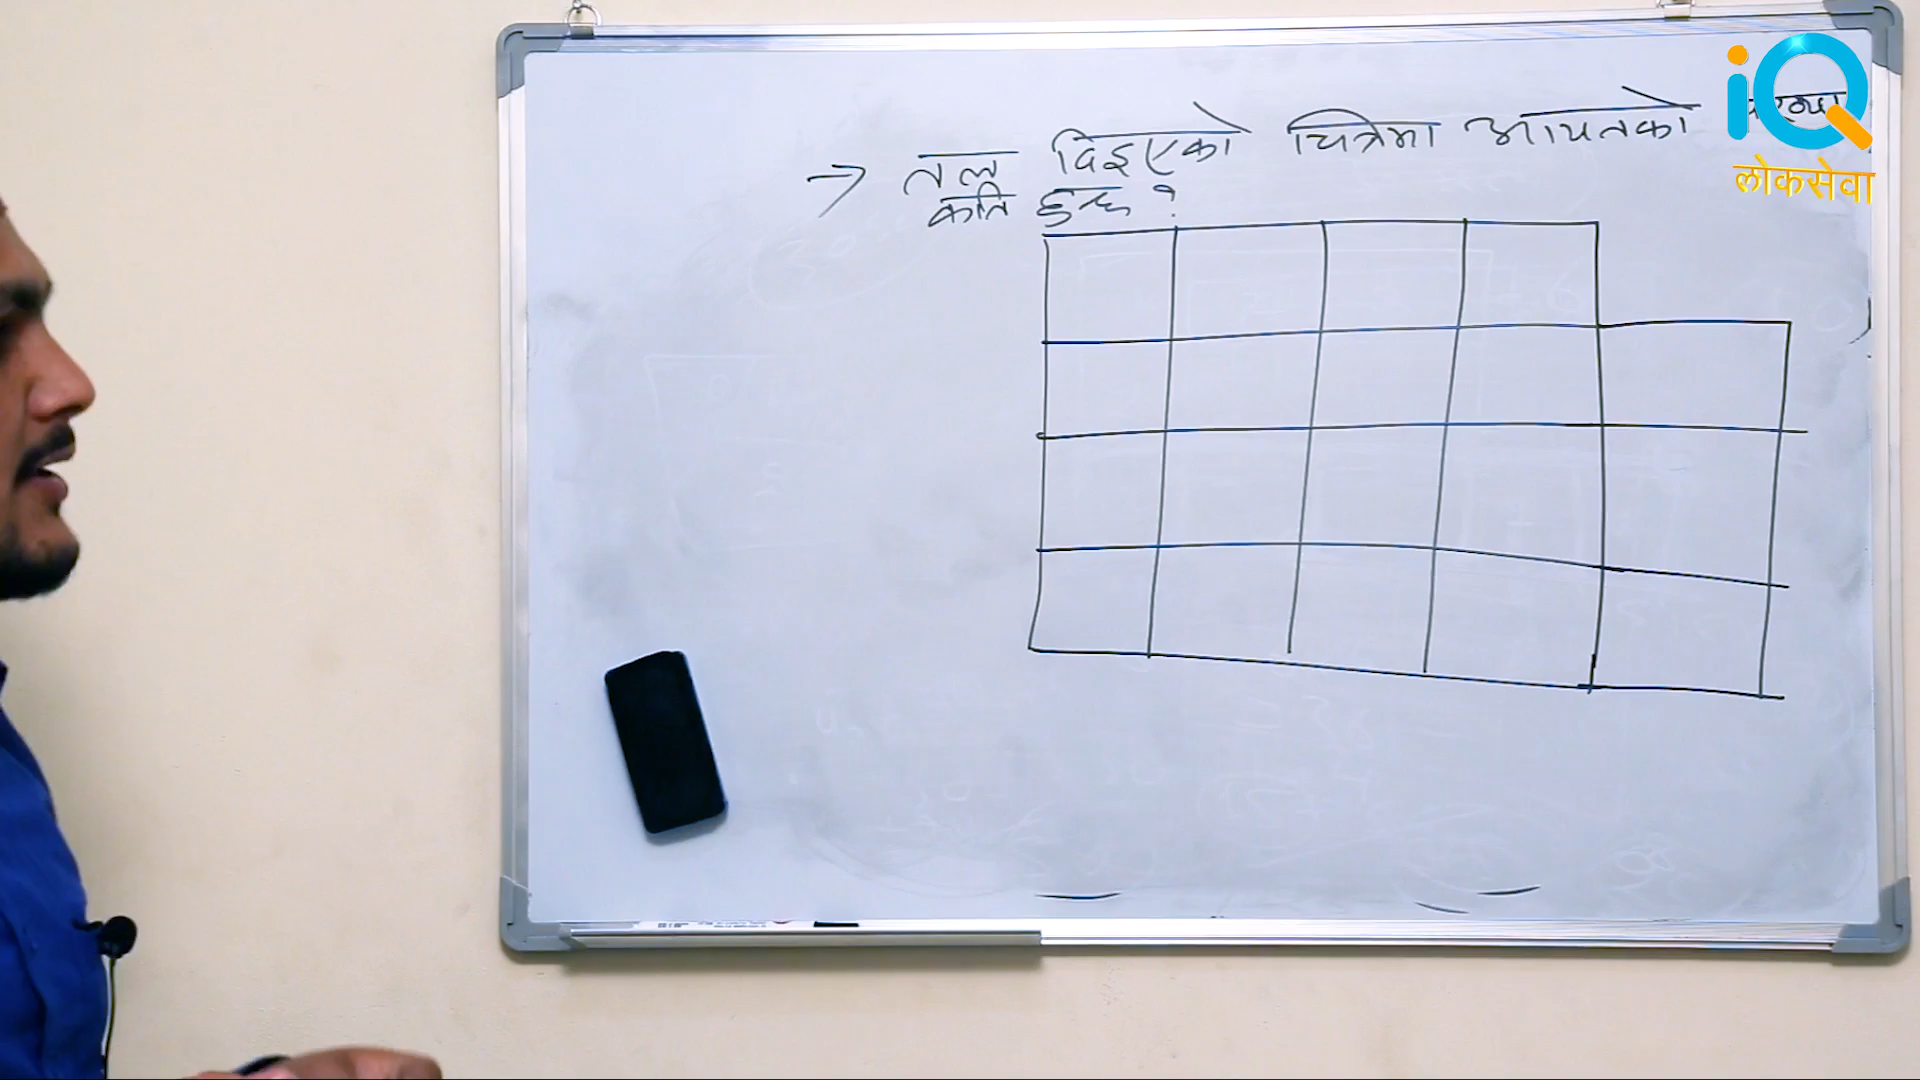 → तल दिइएको चित्रमा आयतको
कति हुन्छ ?
iQ
लोकसेवा